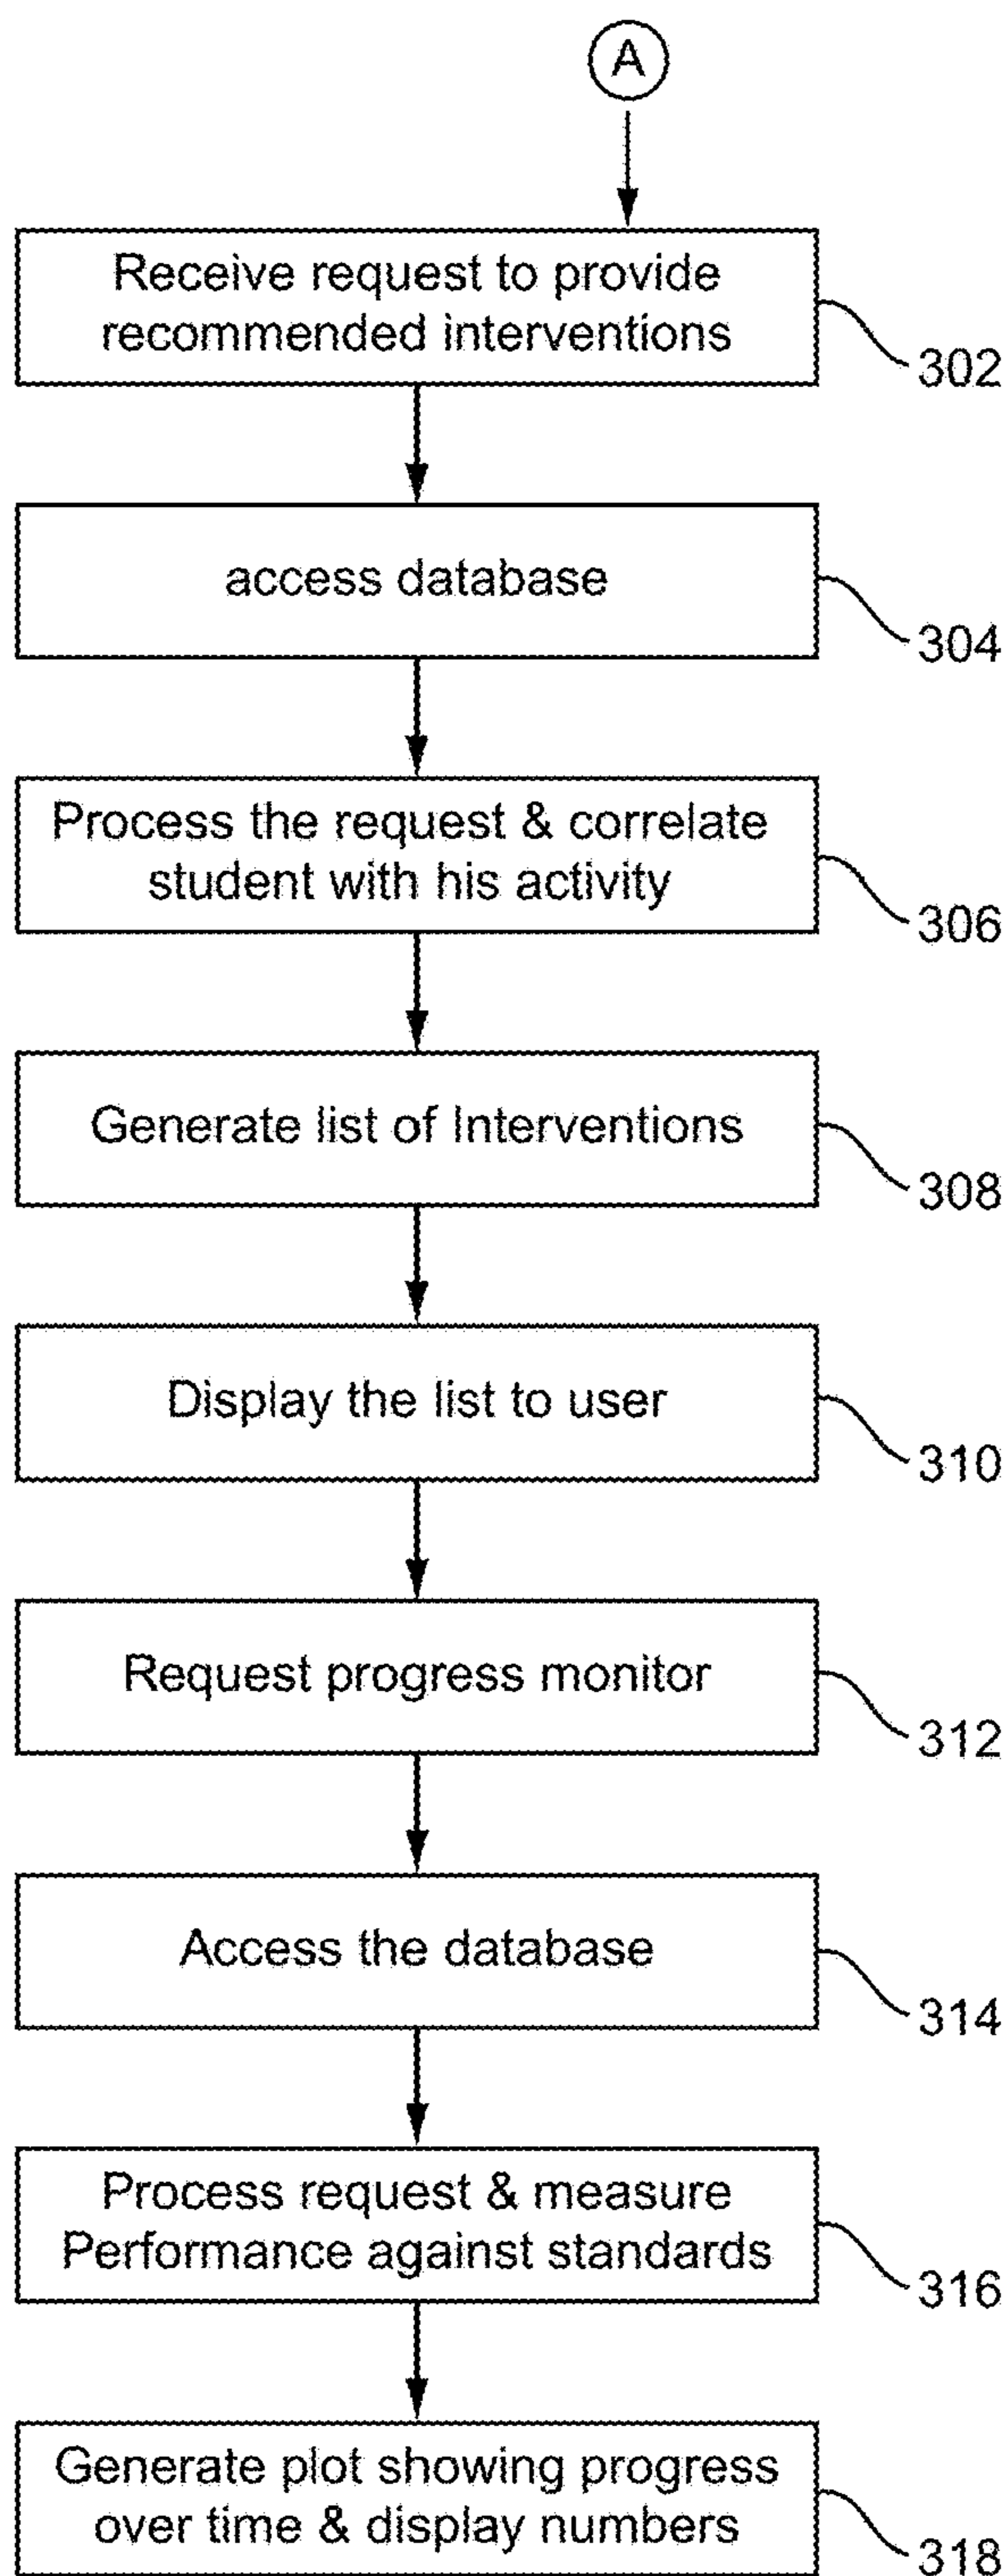 A
Receive request to provide
recommended interventions
302
access database
304
Process the request & correlate
student with his activity
306
Generate list of Interventions
308
Display the list to user
310
Request progress monitor
312
Access the database
314
Process request & measure
Performance against standards
316
Generate plot showing progress
over time & display numbers
318